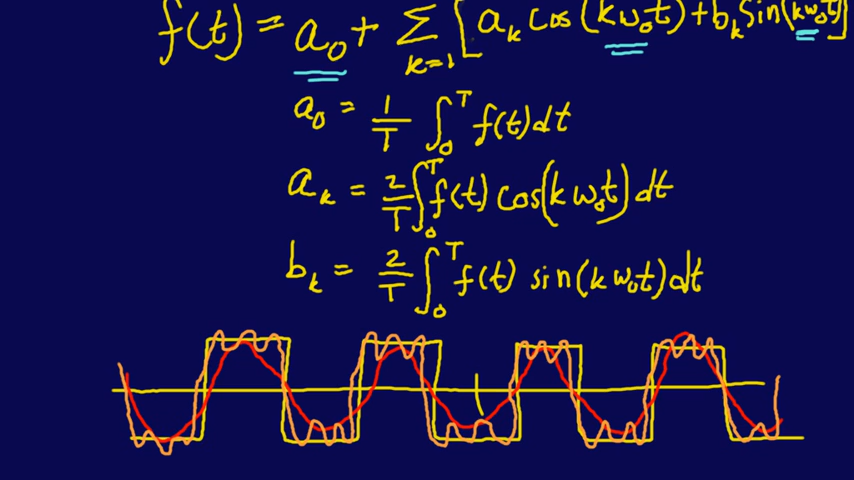 f(t) = a₀ + ∑ k=1 [aₖ cos(kω₀t) + bₖ sin(kω₀t)]
a₀ = 1/T ∫₀ᵀ f(t)dt
aₖ = 2/T ∫₀ᵀ f(t) cos(kω₀t)dt
bₖ = 2/T ∫₀ᵀ f(t) sin(kω₀t)dt